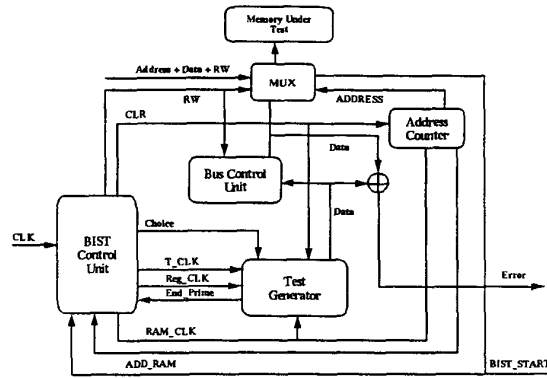 Memory Under
Test
Address + Data + RW
MUX
RW
ADDRESS
CLR
Address
Counter
Data
Bus Control
Unit
Data
Choice
CLK
BIST
Control
Unit
T_CLK
Reg_CLK
End_Prime
Test
Generator
Error
RAM_CLK
ADD_RAM
BIST_START